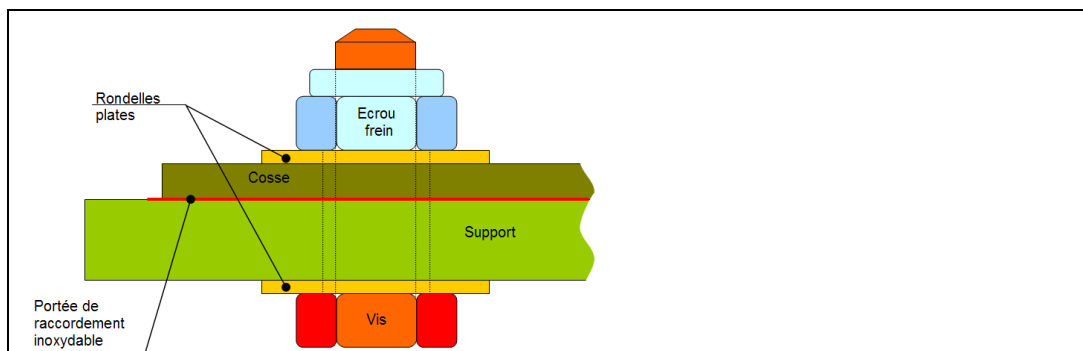 Rondelles
plates
Ecrou
frein
Cosse
Support
Portée de
raccordement
inoxydable
Vis